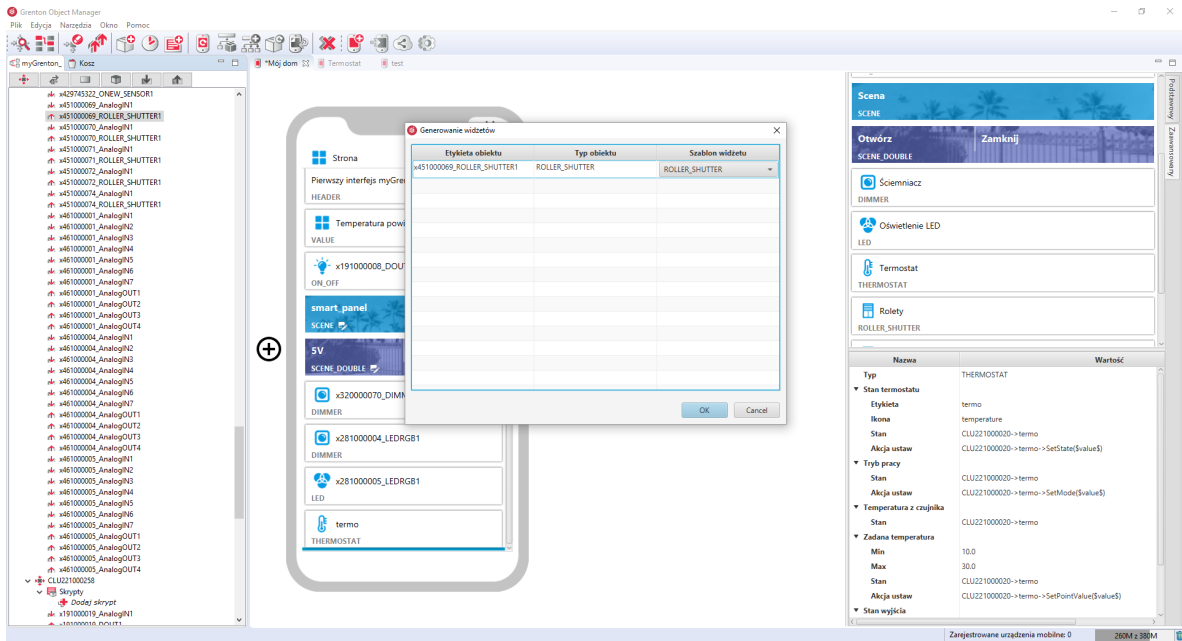 Grenton Object Manager
Plik Edycja Narzędzia Okno Pomoc
myGrenton_ Kosz
*Mój dom Termostat test
x429745322_ONEW_SENSOR1
x451000069_AnalogIN1
x451000069_ROLLER_SHUTTER1
x451000070_AnalogIN1
x451000070_ROLLER_SHUTTER1
x451000071_AnalogIN1
x451000071_ROLLER_SHUTTER1
x451000072_AnalogIN1
x451000072_ROLLER_SHUTTER1
x451000074_AnalogIN1
x451000074_ROLLER_SHUTTER1
x461000001_AnalogIN1
x461000001_AnalogIN2
x461000001_AnalogIN3
x461000001_AnalogIN4
x461000001_AnalogIN5
x461000001_AnalogIN6
x461000001_AnalogIN7
x461000001_AnalogOUT1
x461000001_AnalogOUT2
x461000001_AnalogOUT3
x461000001_AnalogOUT4
x461000004_AnalogIN1
x461000004_AnalogIN2
x461000004_AnalogIN3
x461000004_AnalogIN4
x461000004_AnalogIN5
x461000004_AnalogIN6
x461000004_AnalogIN7
x461000004_AnalogOUT1
x461000004_AnalogOUT2
x461000004_AnalogOUT3
x461000004_AnalogOUT4
x461000005_AnalogIN1
x461000005_AnalogIN2
x461000005_AnalogIN3
x461000005_AnalogIN4
x461000005_AnalogIN5
x461000005_AnalogIN6
x461000005_AnalogIN7
x461000005_AnalogOUT1
x461000005_AnalogOUT2
x461000005_AnalogOUT3
x461000005_AnalogOUT4
CLU221000258
Skrypty
Dodaj skrypt
x191000019_AnalogIN1
x191000019_DOUT1
Strona
Pierwszy interfejs myGre
HEADER
Temperatura powi
VALUE
x191000008_DOU
ON_OFF
smart_panel
SCENE
5V
SCENE_DOUBLE
x320000070_DIMM
DIMMER
x281000004_LEDRGB1
DIMMER
x281000005_LEDRGB1
LED
termo
THERMOSTAT
Generowanie widżetów
Etykieta obiektu Typ obiektu Szablon widżetu
x451000069_ROLLER_SHUTTER1 ROLLER_SHUTTER ROLLER_SHUTTER
OK Cancel
Scena
SCENE
Otwórz Zamknij
SCENE_DOUBLE
Ściemniacz
DIMMER
Oświetlenie LED
LED
Termostat
THERMOSTAT
Rolety
ROLLER_SHUTTER
Podstawowy
Zaawansowany
Nazwa Wartość
Typ THERMOSTAT
Stan termostatu
Etykieta termo
Ikona temperature
Stan CLU221000020->termo
Akcja ustaw CLU221000020->termo->SetState($value$)
Tryb pracy
Stan CLU221000020->termo
Akcja ustaw CLU221000020->termo->SetMode($value$)
Temperatura z czujnika
Stan CLU221000020->termo
Zadana temperatura
Min 10.0
Max 30.0
Stan CLU221000020->termo
Akcja ustaw CLU221000020->termo->SetPointValue($value$)
Stan wyjścia
Zarejestrowane urządzenia mobilne: 0 260M z 380M